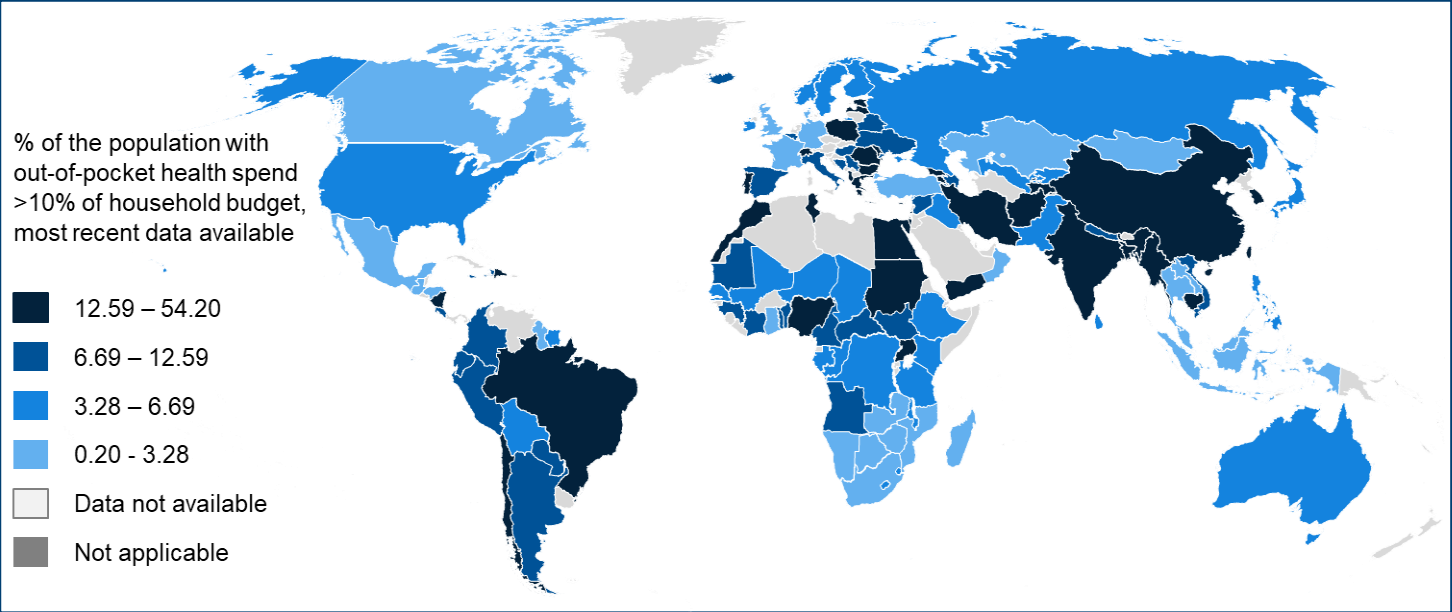 % of the population with
out-of-pocket health spend
>10% of household budget,
most recent data available
12.59 – 54.20
6.69 – 12.59
3.28 – 6.69
0.20 - 3.28
Data not available
Not applicable